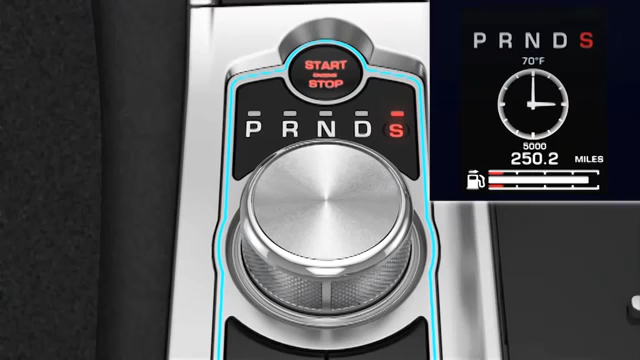 START
ENGINE
STOP
P R N D S
P R N D S
70°F
5000
250.2 MILES